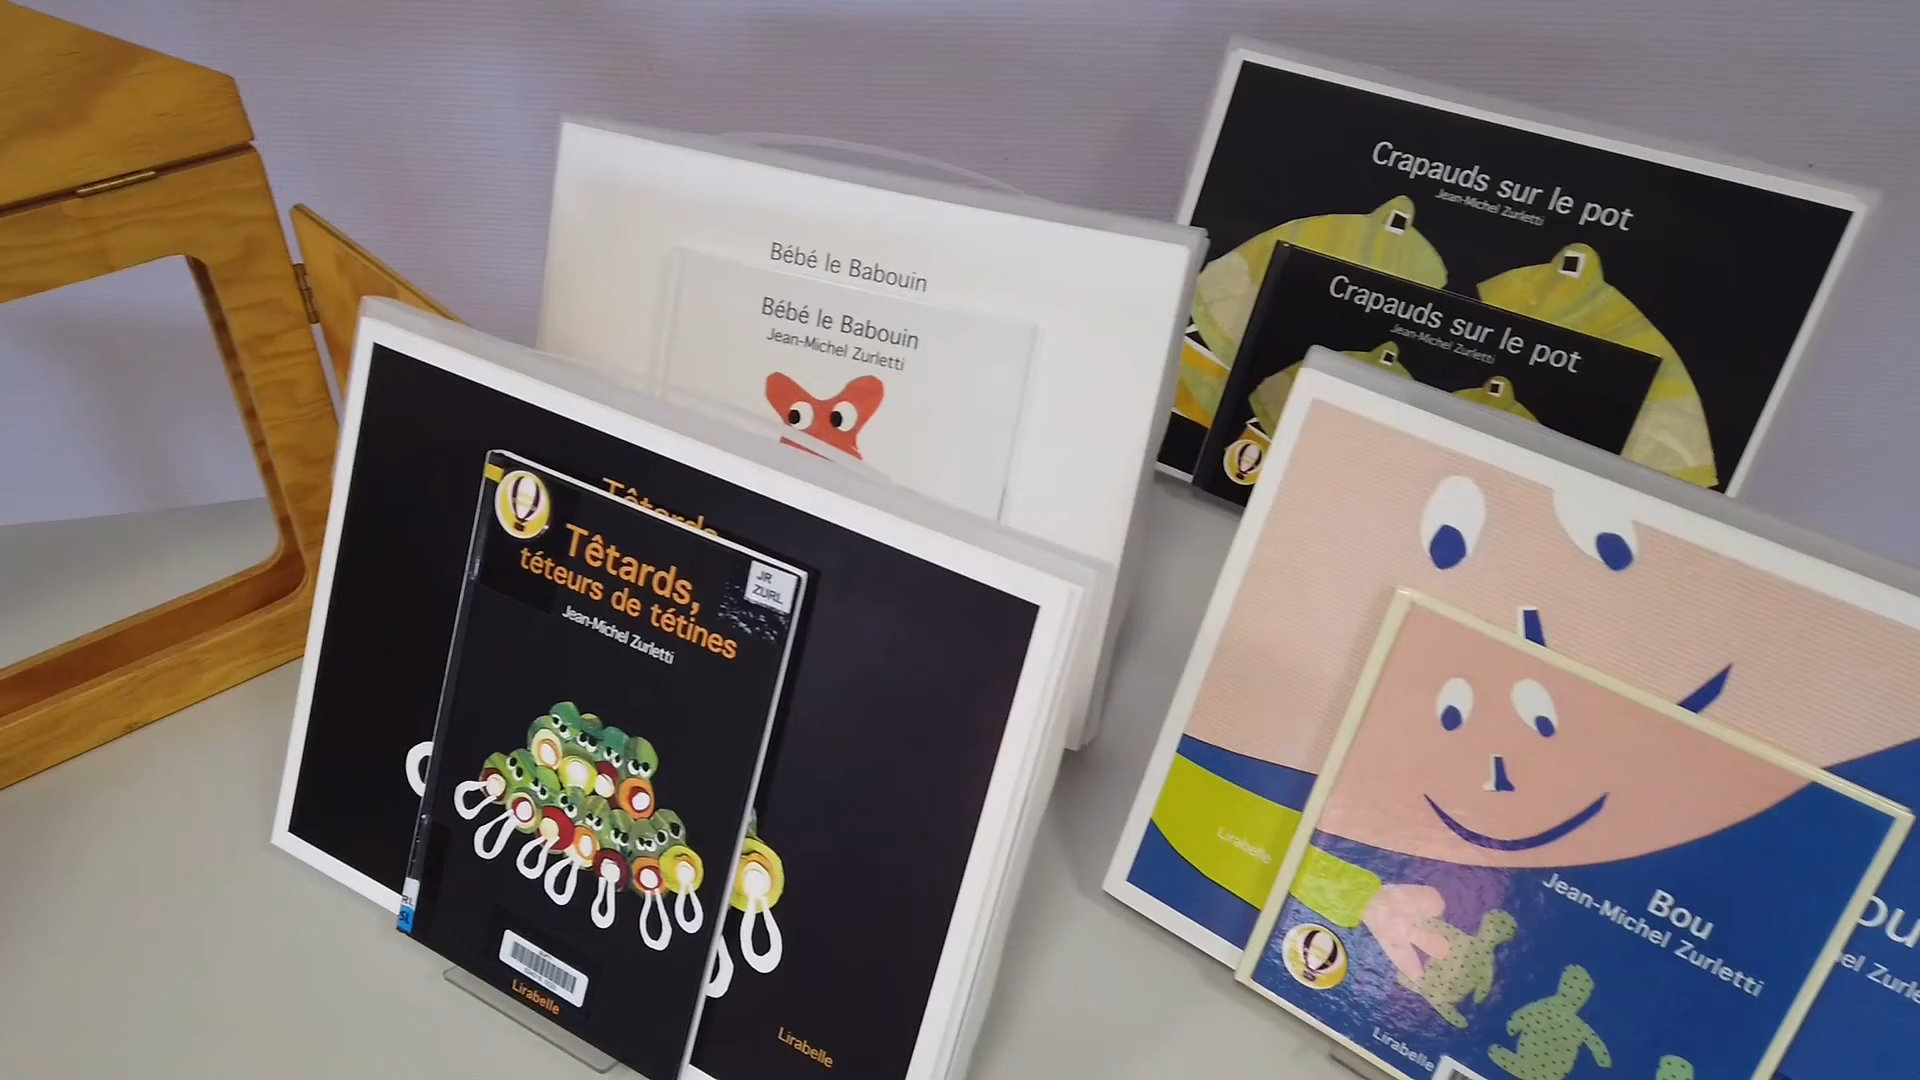 Crapauds sur le pot
Jean-Michel Zurletti
Crapauds sur le pot
Jean-Michel Zurletti
Bébé le Babouin
Bébé le Babouin
Jean-Michel Zurletti
Têtards,
Têtards,
téteurs de tétines
Jean-Michel Zurletti
JR
ZURL
Lirabelle
Lirabelle
Lirabelle
Bou
Jean-Michel Zurletti
Lirabelle